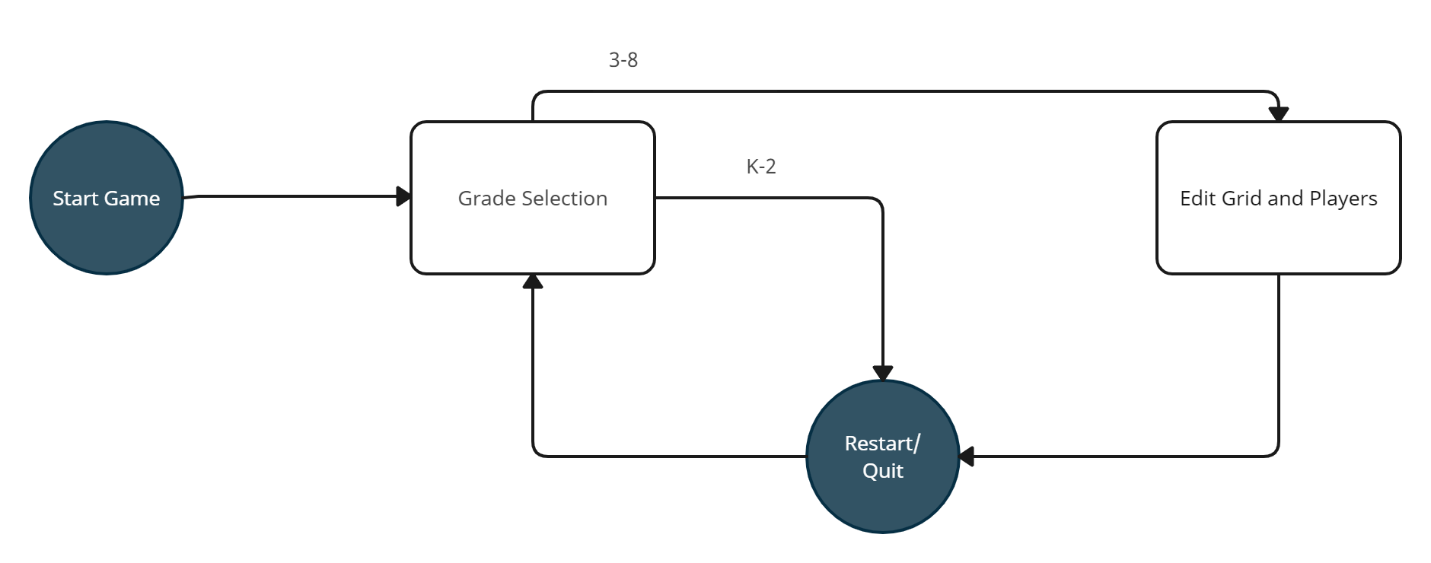 3-8
K-2
Start Game
Grade Selection
Edit Grid and Players
Restart/
Quit